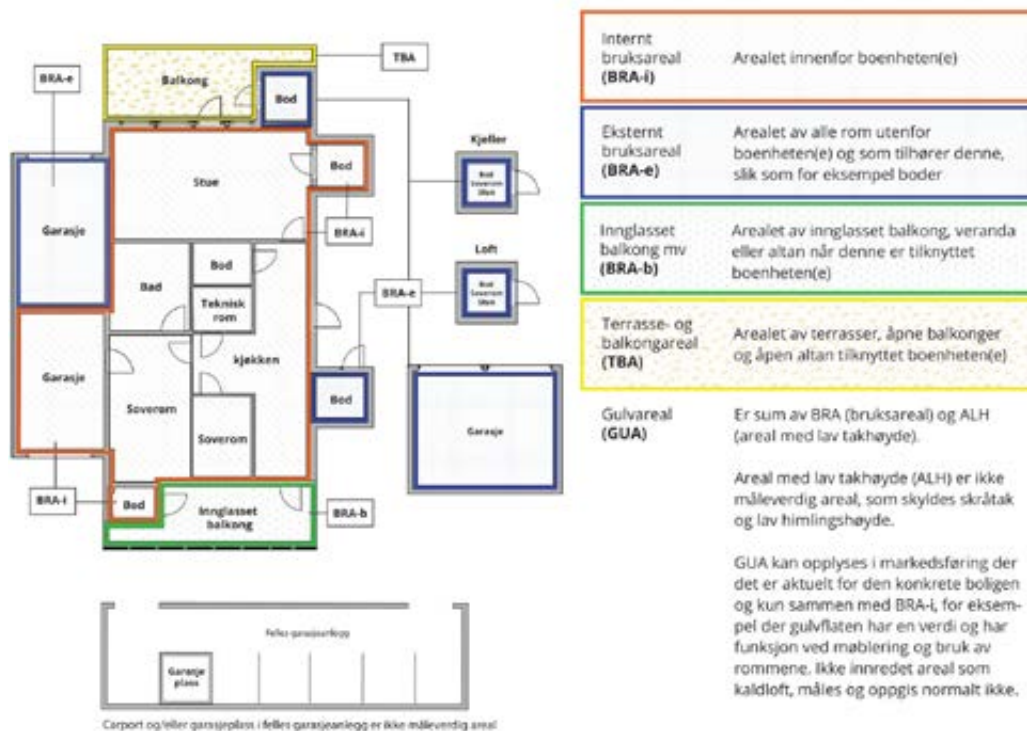 TBA
BRA-e
Balkong
Bod
Kjeller
Bod
Stue
Bod
Soverom
BRA-i
Loft
Garasje
Bod
Bad
BRA-e
Bod
Soverom
Teknisk
rom
kjøkken
Garasje
Bod
Soverom
Garasje
Soverom
BRA-i
Bod
Innglasset
balkong
BRA-b
Felles garasjeanlegg
Garasje
plass
Carport og/eller garasjeplass i felles garasjeanlegg er ikke måleverdig areal
Internt
bruksareal
(BRA-i)
Arealet innenfor boenheten(e)
Eksternt
bruksareal
(BRA-e)
Arealet av alle rom utenfor
boenheten(e) og som tilhører denne,
slik som for eksempel boder
Innglasset
balkong mv
(BRA-b)
Arealet av innglasset balkong, veranda
eller altan når denne er tilknyttet
boenheten(e)
Terrasse- og
balkongareal
(TBA)
Arealet av terrasser, åpne balkonger
og åpen altan tilknyttet boenheten(e)
Gulvareal
(GUA)
Er sum av BRA (bruksareal) og ALH
(areal med lav takhøyde).
Areal med lav takhøyde (ALH) er ikke
måleverdig areal, som skyldes skråtak
og lav himlingshøyde.
GUA kan opplyses i markedsføring der
det er aktuelt for den konkrete boligen
og kun sammen med BRA-i, for eksem-
pel der gulvflaten har en verdi og har
funksjon ved møblering og bruk av
rommene. Ikke innredet areal som
kaldloft, måles og oppgis normalt ikke.